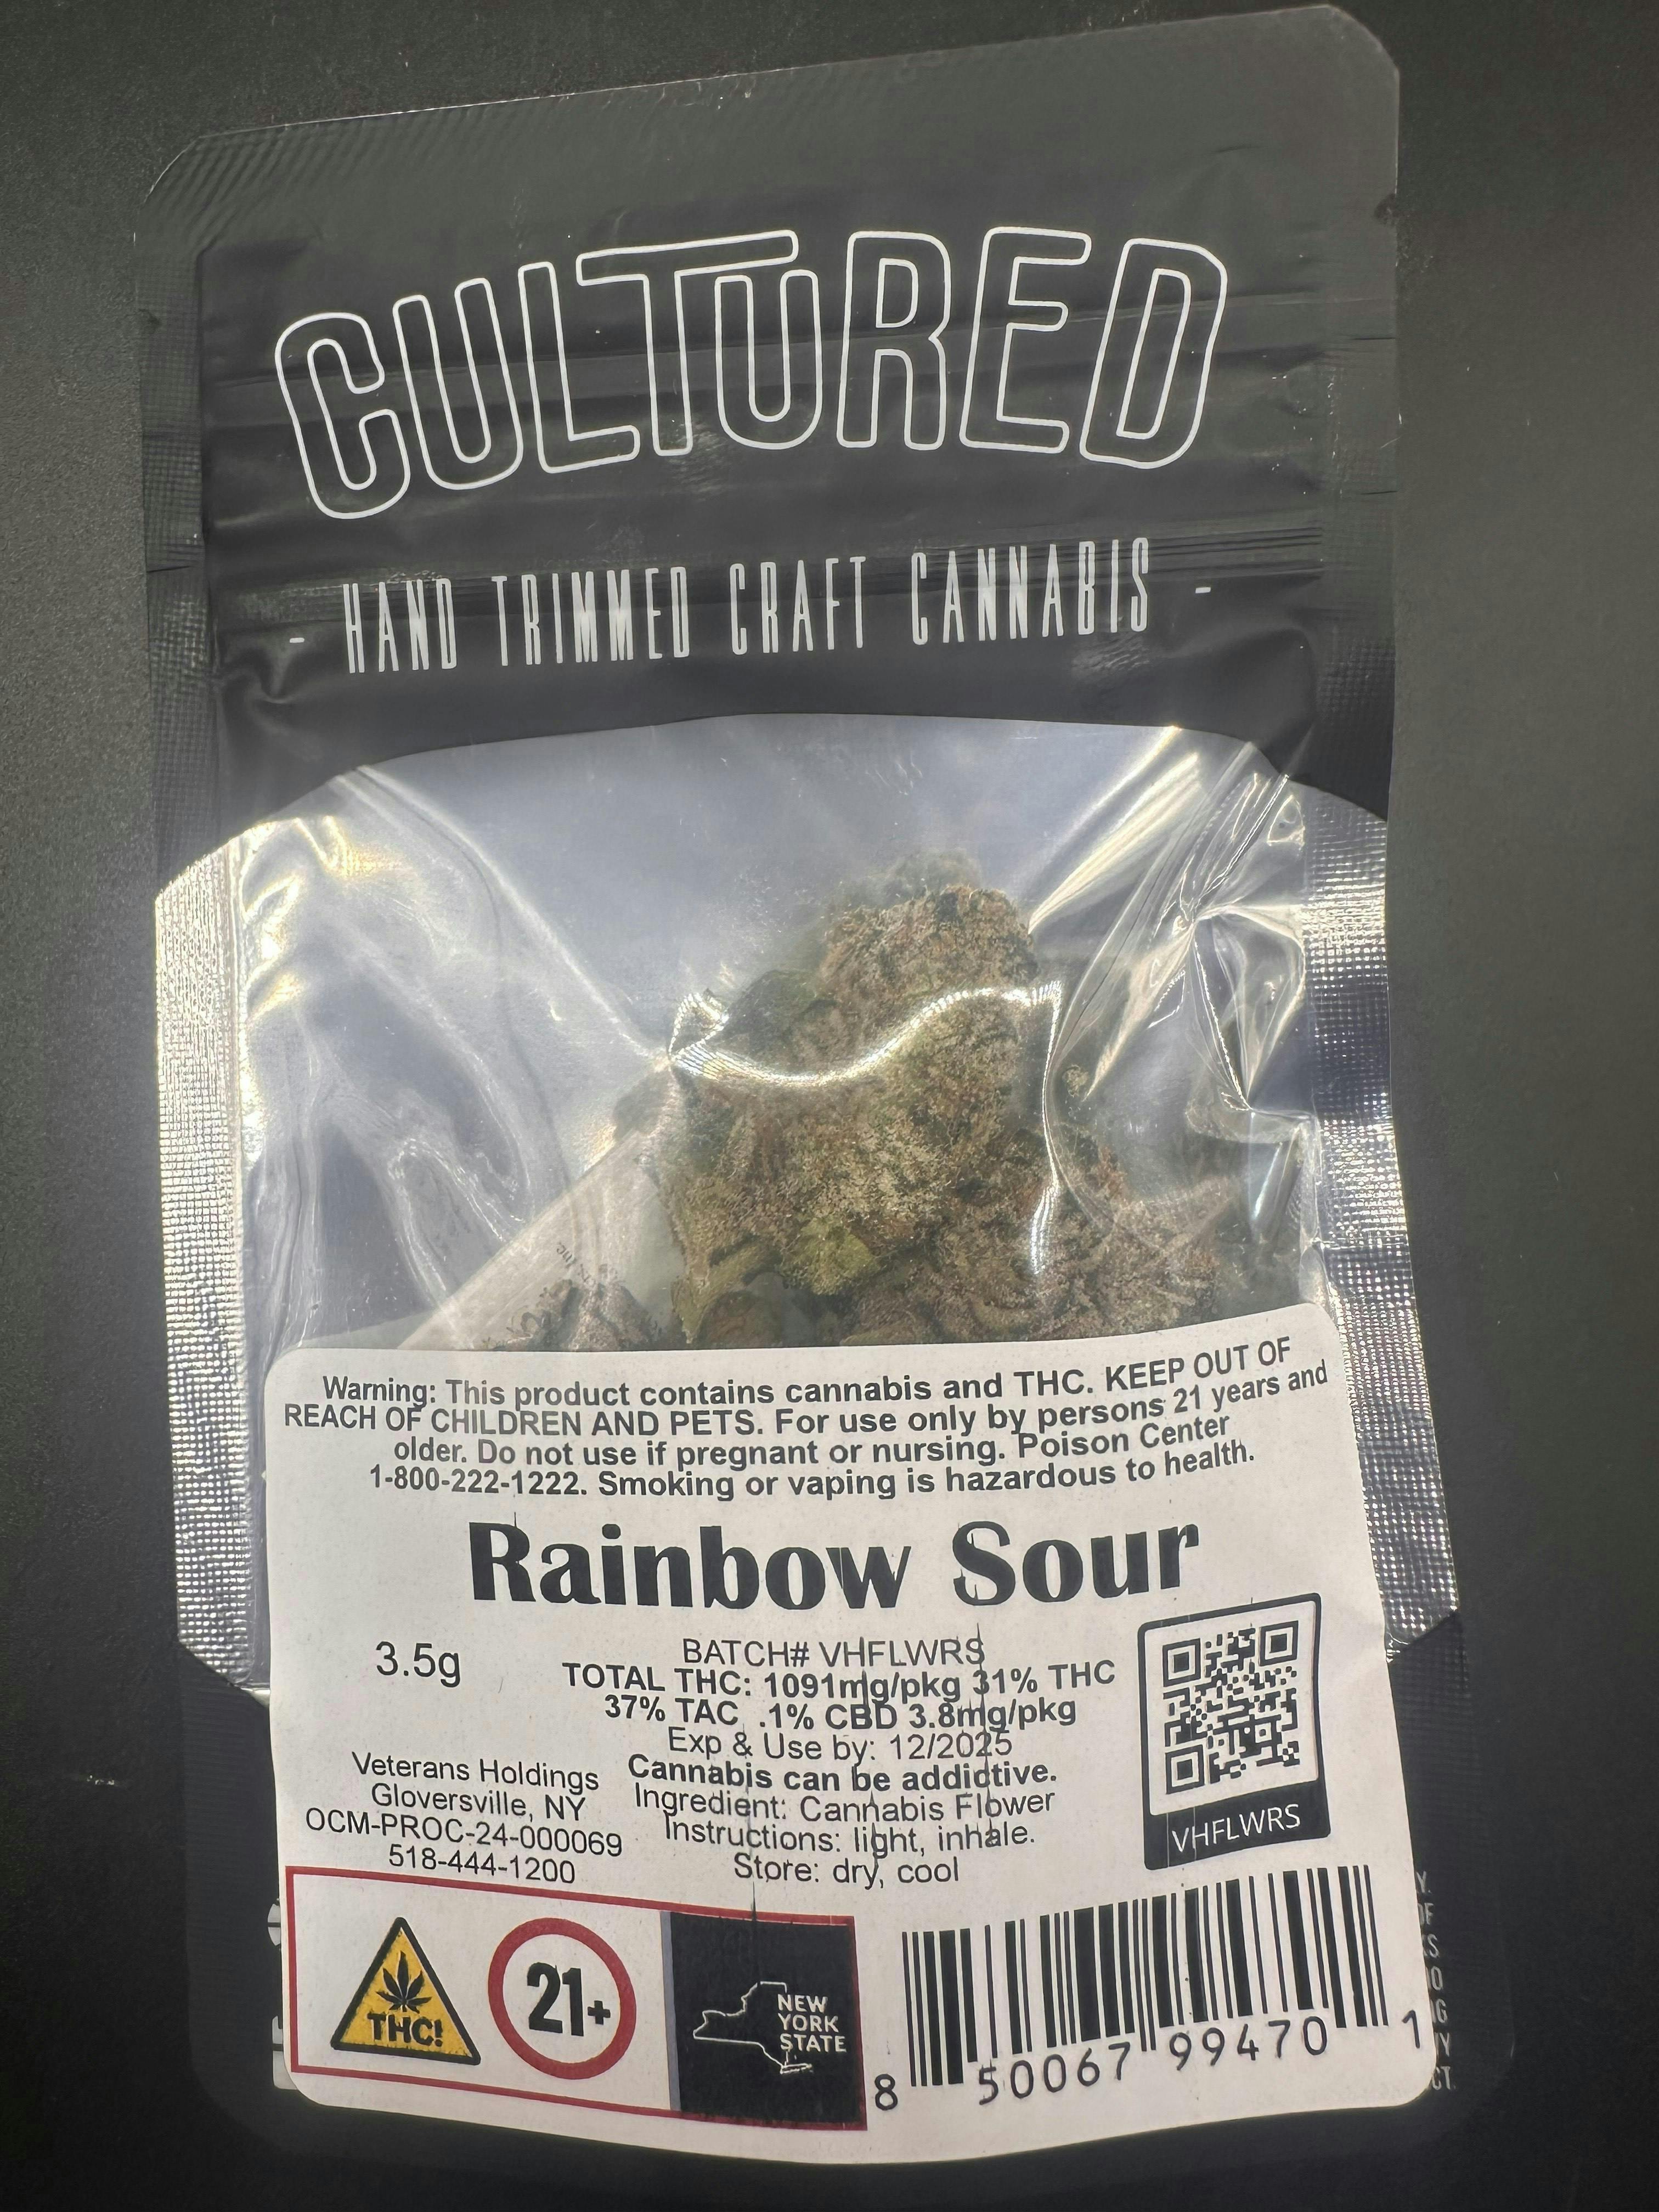 CULTURED
- HAND TRIMMED CRAFT CANNABIS -
Warning: This product contains cannabis and THC. KEEP OUT OF
REACH OF CHILDREN AND PETS. For use only by persons 21 years and
older. Do not use if pregnant or nursing. Poison Center
1-800-222-1222. Smoking or vaping is hazardous to health.
Rainbow Sour
3.5g
BATCH# VHFLWRS
TOTAL THC: 1091mg/pkg 31% THC
37% TAC .1% CBD 3.8mg/pkg
Exp & Use by: 12/2025
Cannabis can be addictive.
Ingredient: Cannabis Flower
Instructions: light, inhale.
Store: dry, cool
Veterans Holdings
Gloversville, NY
OCM-PROC-24-000069
518-444-1200
VHFLWRS
THC!
21+
NEW
YORK
STATE
8 50067 99470 1